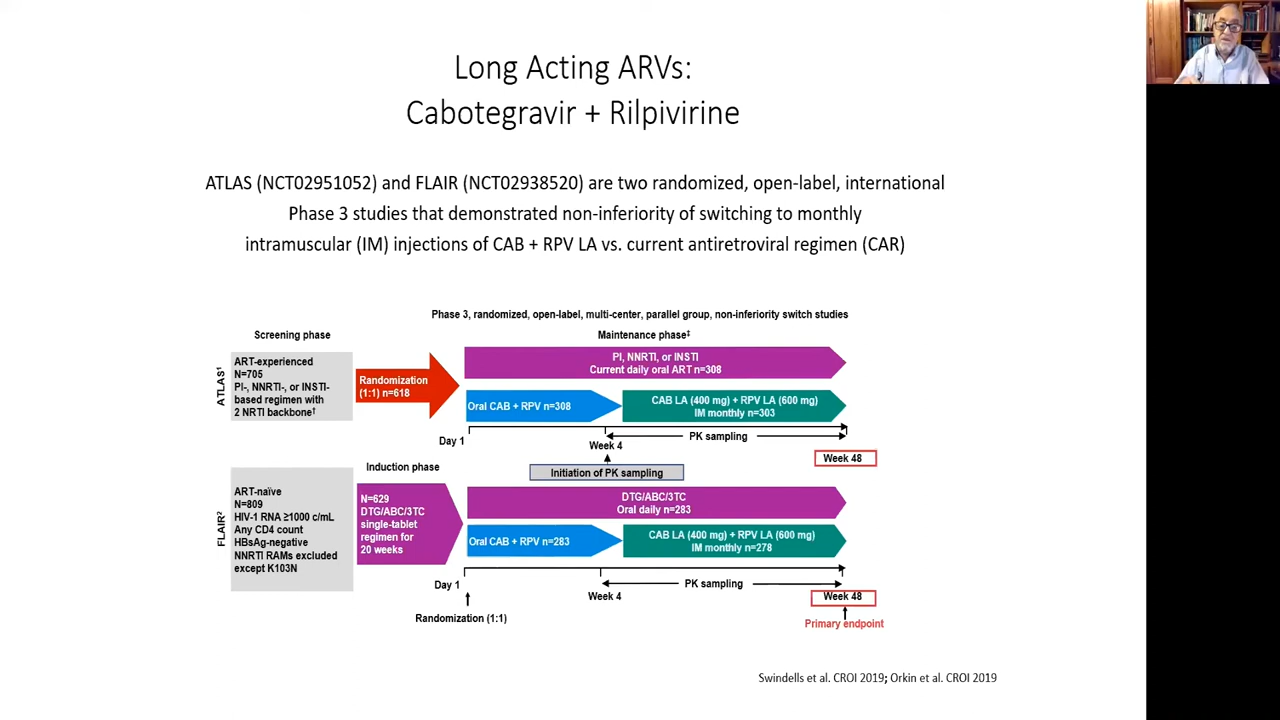 Long Acting ARVs:
Cabotegravir + Rilpivirine
ATLAS (NCT02951052) and FLAIR (NCT02938520) are two randomized, open-label, international
Phase 3 studies that demonstrated non-inferiority of switching to monthly
intramuscular (IM) injections of CAB + RPV LA vs. current antiretroviral regimen (CAR)
Phase 3, randomized, open-label, multi-center, parallel group, non-inferiority switch studies
Screening phase
Maintenance phase‡
ATLAS¹
ART-experienced
N=705
PI-, NNRTI-, or INSTI-
based regimen with
2 NRTI backbone†
Randomization
(1:1) n=618
PI, NNRTI, or INSTI
Current daily oral ART n=308
Oral CAB + RPV n=308
CAB LA (400 mg) + RPV LA (600 mg)
IM monthly n=303
Day 1
PK sampling
Week 4
Week 48
Initiation of PK sampling
Induction phase
FLAIR²
ART-naïve
N=809
HIV-1 RNA ≥1000 c/mL
Any CD4 count
HBsAg-negative
NNRTI RAMs excluded
except K103N
N=629
DTG/ABC/3TC
single-tablet
regimen for
20 weeks
DTG/ABC/3TC
Oral daily n=283
Oral CAB + RPV n=283
CAB LA (400 mg) + RPV LA (600 mg)
IM monthly n=278
Day 1
PK sampling
Week 4
Week 48
Randomization (1:1)
Primary endpoint
Swindells et al. CROI 2019; Orkin et al. CROI 2019